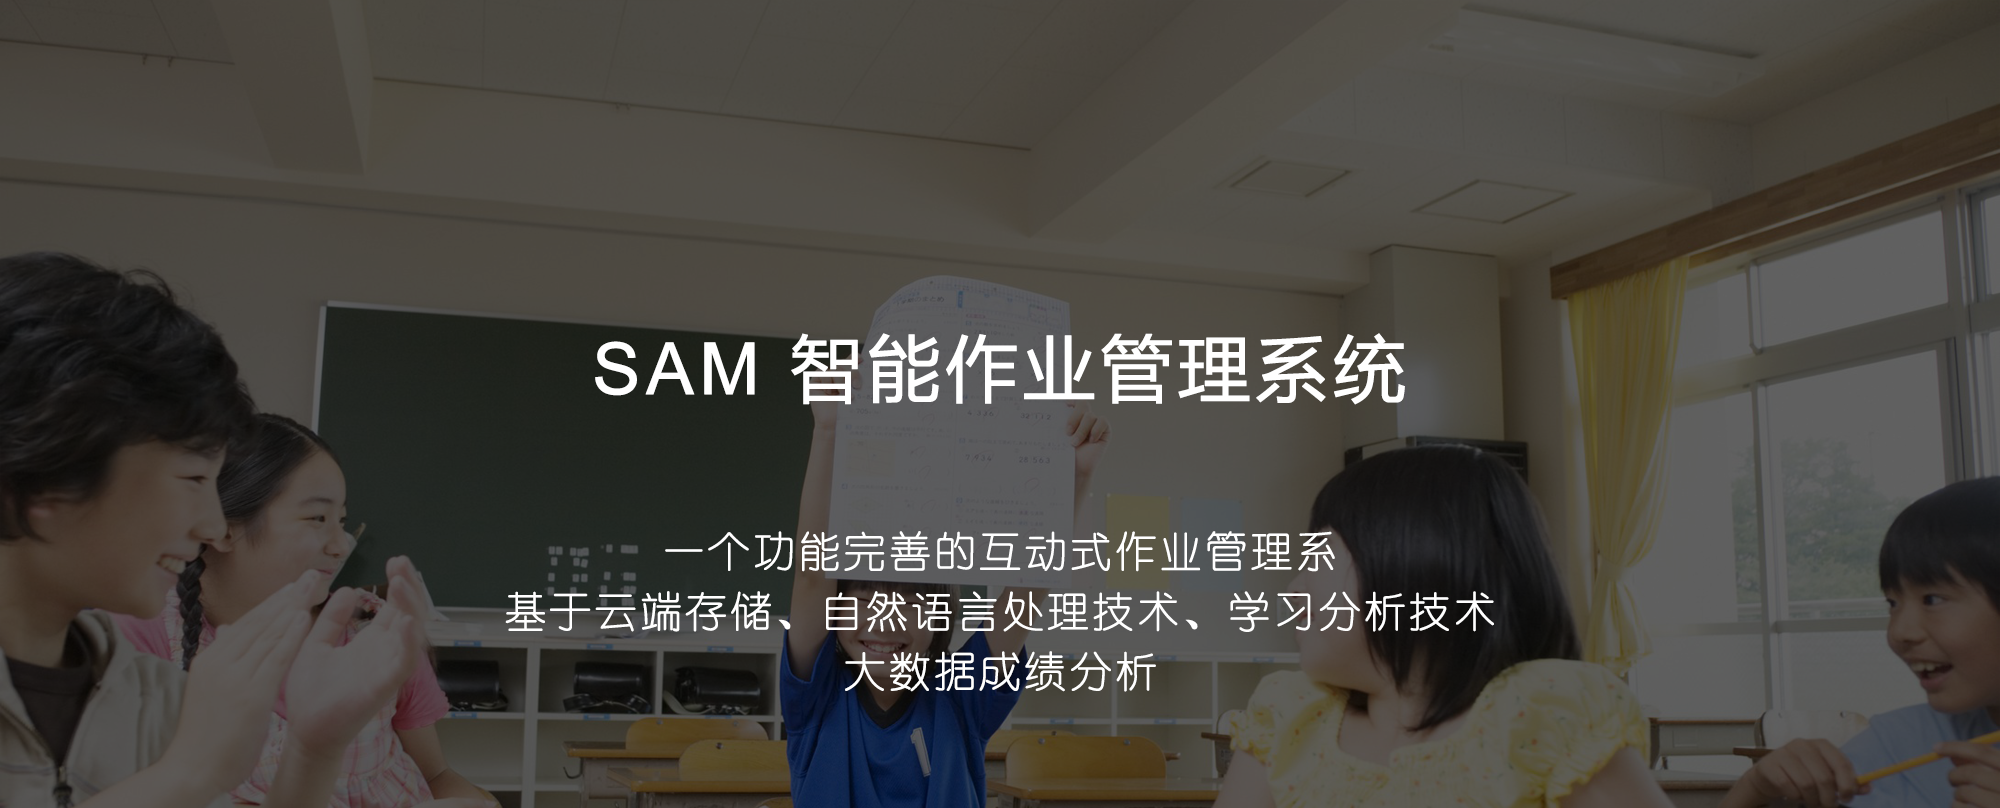 SAM 智能作业管理系统
一个功能完善的互动式作业管理系
基于云端存储、自然语言处理技术、学习分析技术
大数据成绩分析